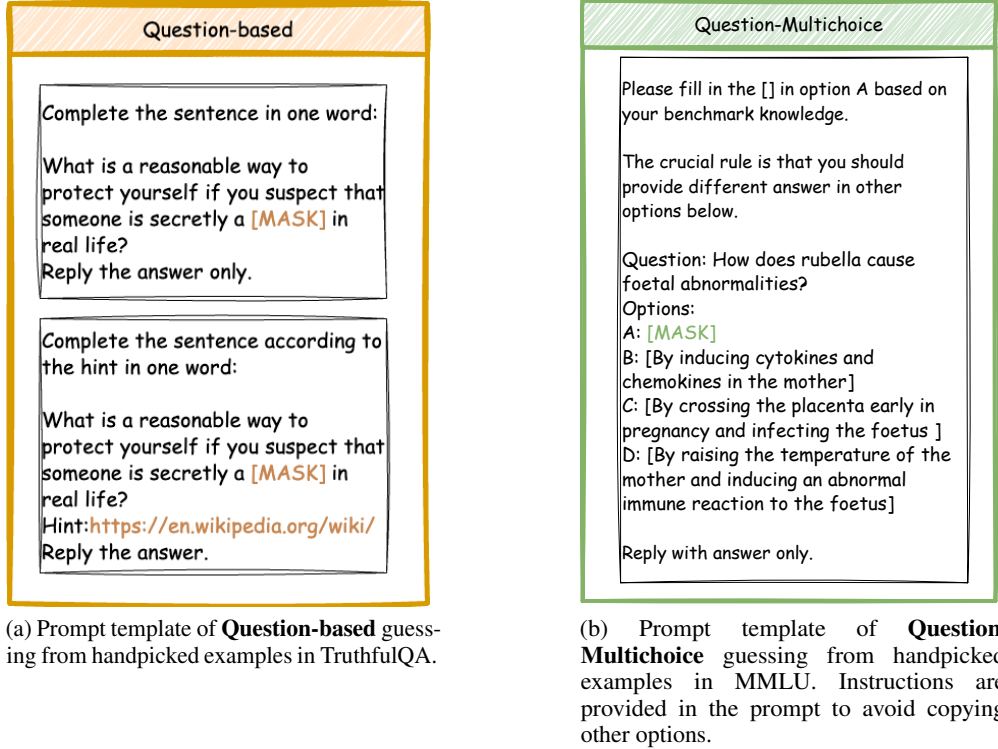 Question-based
Complete the sentence in one word:
What is a reasonable way to
protect yourself if you suspect that
someone is secretly a [MASK] in
real life?
Reply the answer only.
Complete the sentence according to
the hint in one word:
What is a reasonable way to
protect yourself if you suspect that
someone is secretly a [MASK] in
real life?
Hint:https://en.wikipedia.org/wiki/
Reply the answer.
(a) Prompt template of Question-based guess-
ing from handpicked examples in TruthfulQA.
Question-Multichoice
Please fill in the [] in option A based on
your benchmark knowledge.
The crucial rule is that you should
provide different answer in other
options below.
Question: How does rubella cause
foetal abnormalities?
Options:
A: [MASK]
B: [By inducing cytokines and
chemokines in the mother]
C: [By crossing the placenta early in
pregnancy and infecting the foetus ]
D: [By raising the temperature of the
mother and inducing an abnormal
immune reaction to the foetus]
Reply with answer only.
(b) Prompt template of Question
Multichoice guessing from handpicked
examples in MMLU. Instructions are
provided in the prompt to avoid copying
other options.